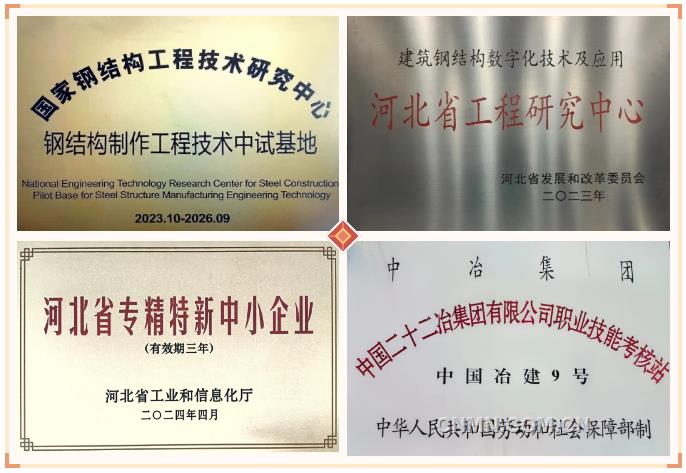 国家钢结构工程技术研究中心
钢结构制作工程技术中试基地
National Engineering Technology Research Center for Steel Construction
Pilot Base for Steel Structure Manufacturing Engineering Technology
2023.10-2026.09
建筑钢结构数字化技术及应用
河北省工程研究中心
河北省发展和改革委员会
二〇二三年
河北省专精特新中小企业
(有效期三年)
河北省工业和信息化厅
二〇二四年四月
中冶集团
中国二十二冶集团有限公司职业技能考核站
中国冶建9号
中华人民共和国劳动和社会保障部制